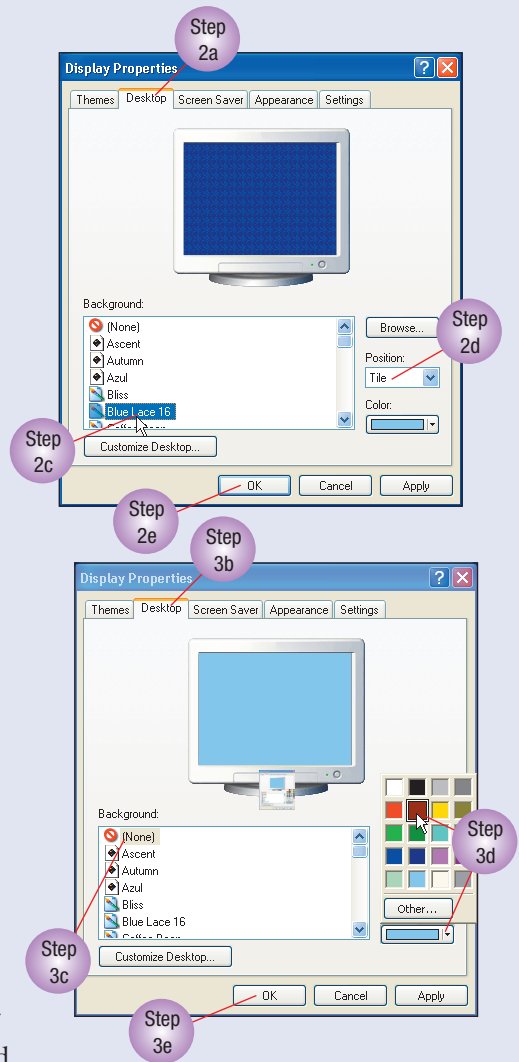 Step
2a
Display Properties
Themes Desktop Screen Saver Appearance Settings
Background:
(None)
Ascent
Autumn
Azul
Bliss
Blue Lace 16
Browse...
Position:
Tile
Color:
Step
2d
Step
2c
Customize Desktop...
OK Cancel Apply
Step
2e
Step
3b
Display Properties
Themes Desktop Screen Saver Appearance Settings
Background:
(None)
Ascent
Autumn
Azul
Bliss
Blue Lace 16
Coffee Bean
Other...
Step
3d
Step
3c
Customize Desktop...
OK Cancel Apply
Step
3e